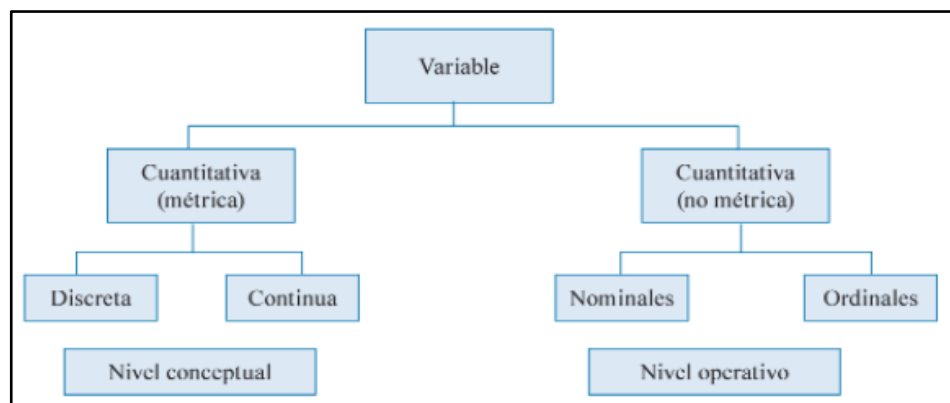 Variable
Cuantitativa
(métrica)
Cuantitativa
(no métrica)
Discreta
Continua
Nominales
Ordinales
Nivel conceptual
Nivel operativo